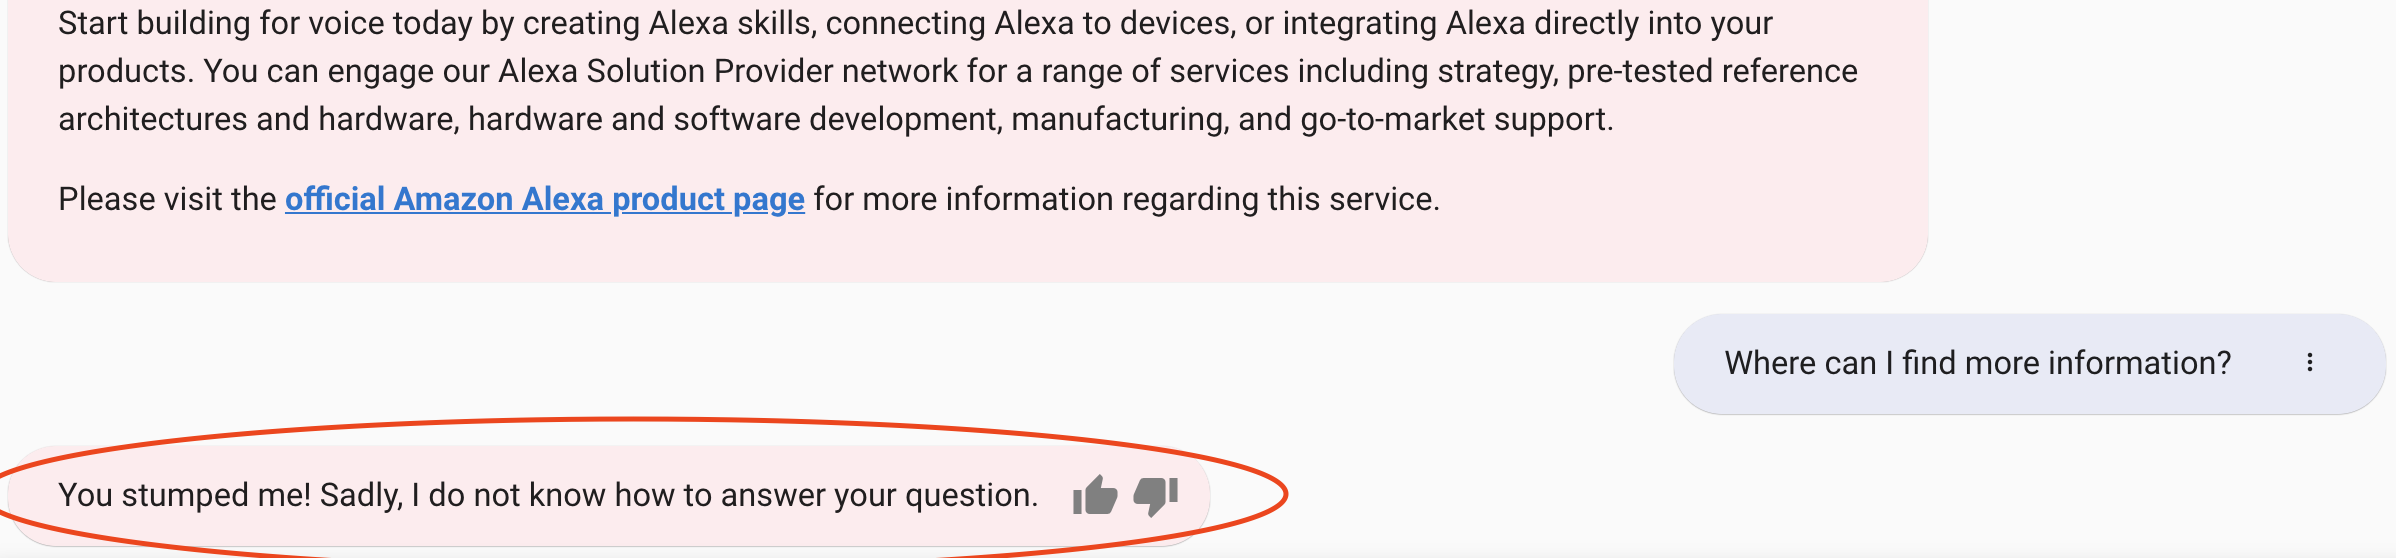 Start building for voice today by creating Alexa skills, connecting Alexa to devices, or integrating Alexa directly into your
products. You can engage our Alexa Solution Provider network for a range of services including strategy, pre-tested reference
architectures and hardware, hardware and software development, manufacturing, and go-to-market support.
Please visit the official Amazon Alexa product page for more information regarding this service.
Where can I find more information?
You stumped me! Sadly, I do not know how to answer your question.